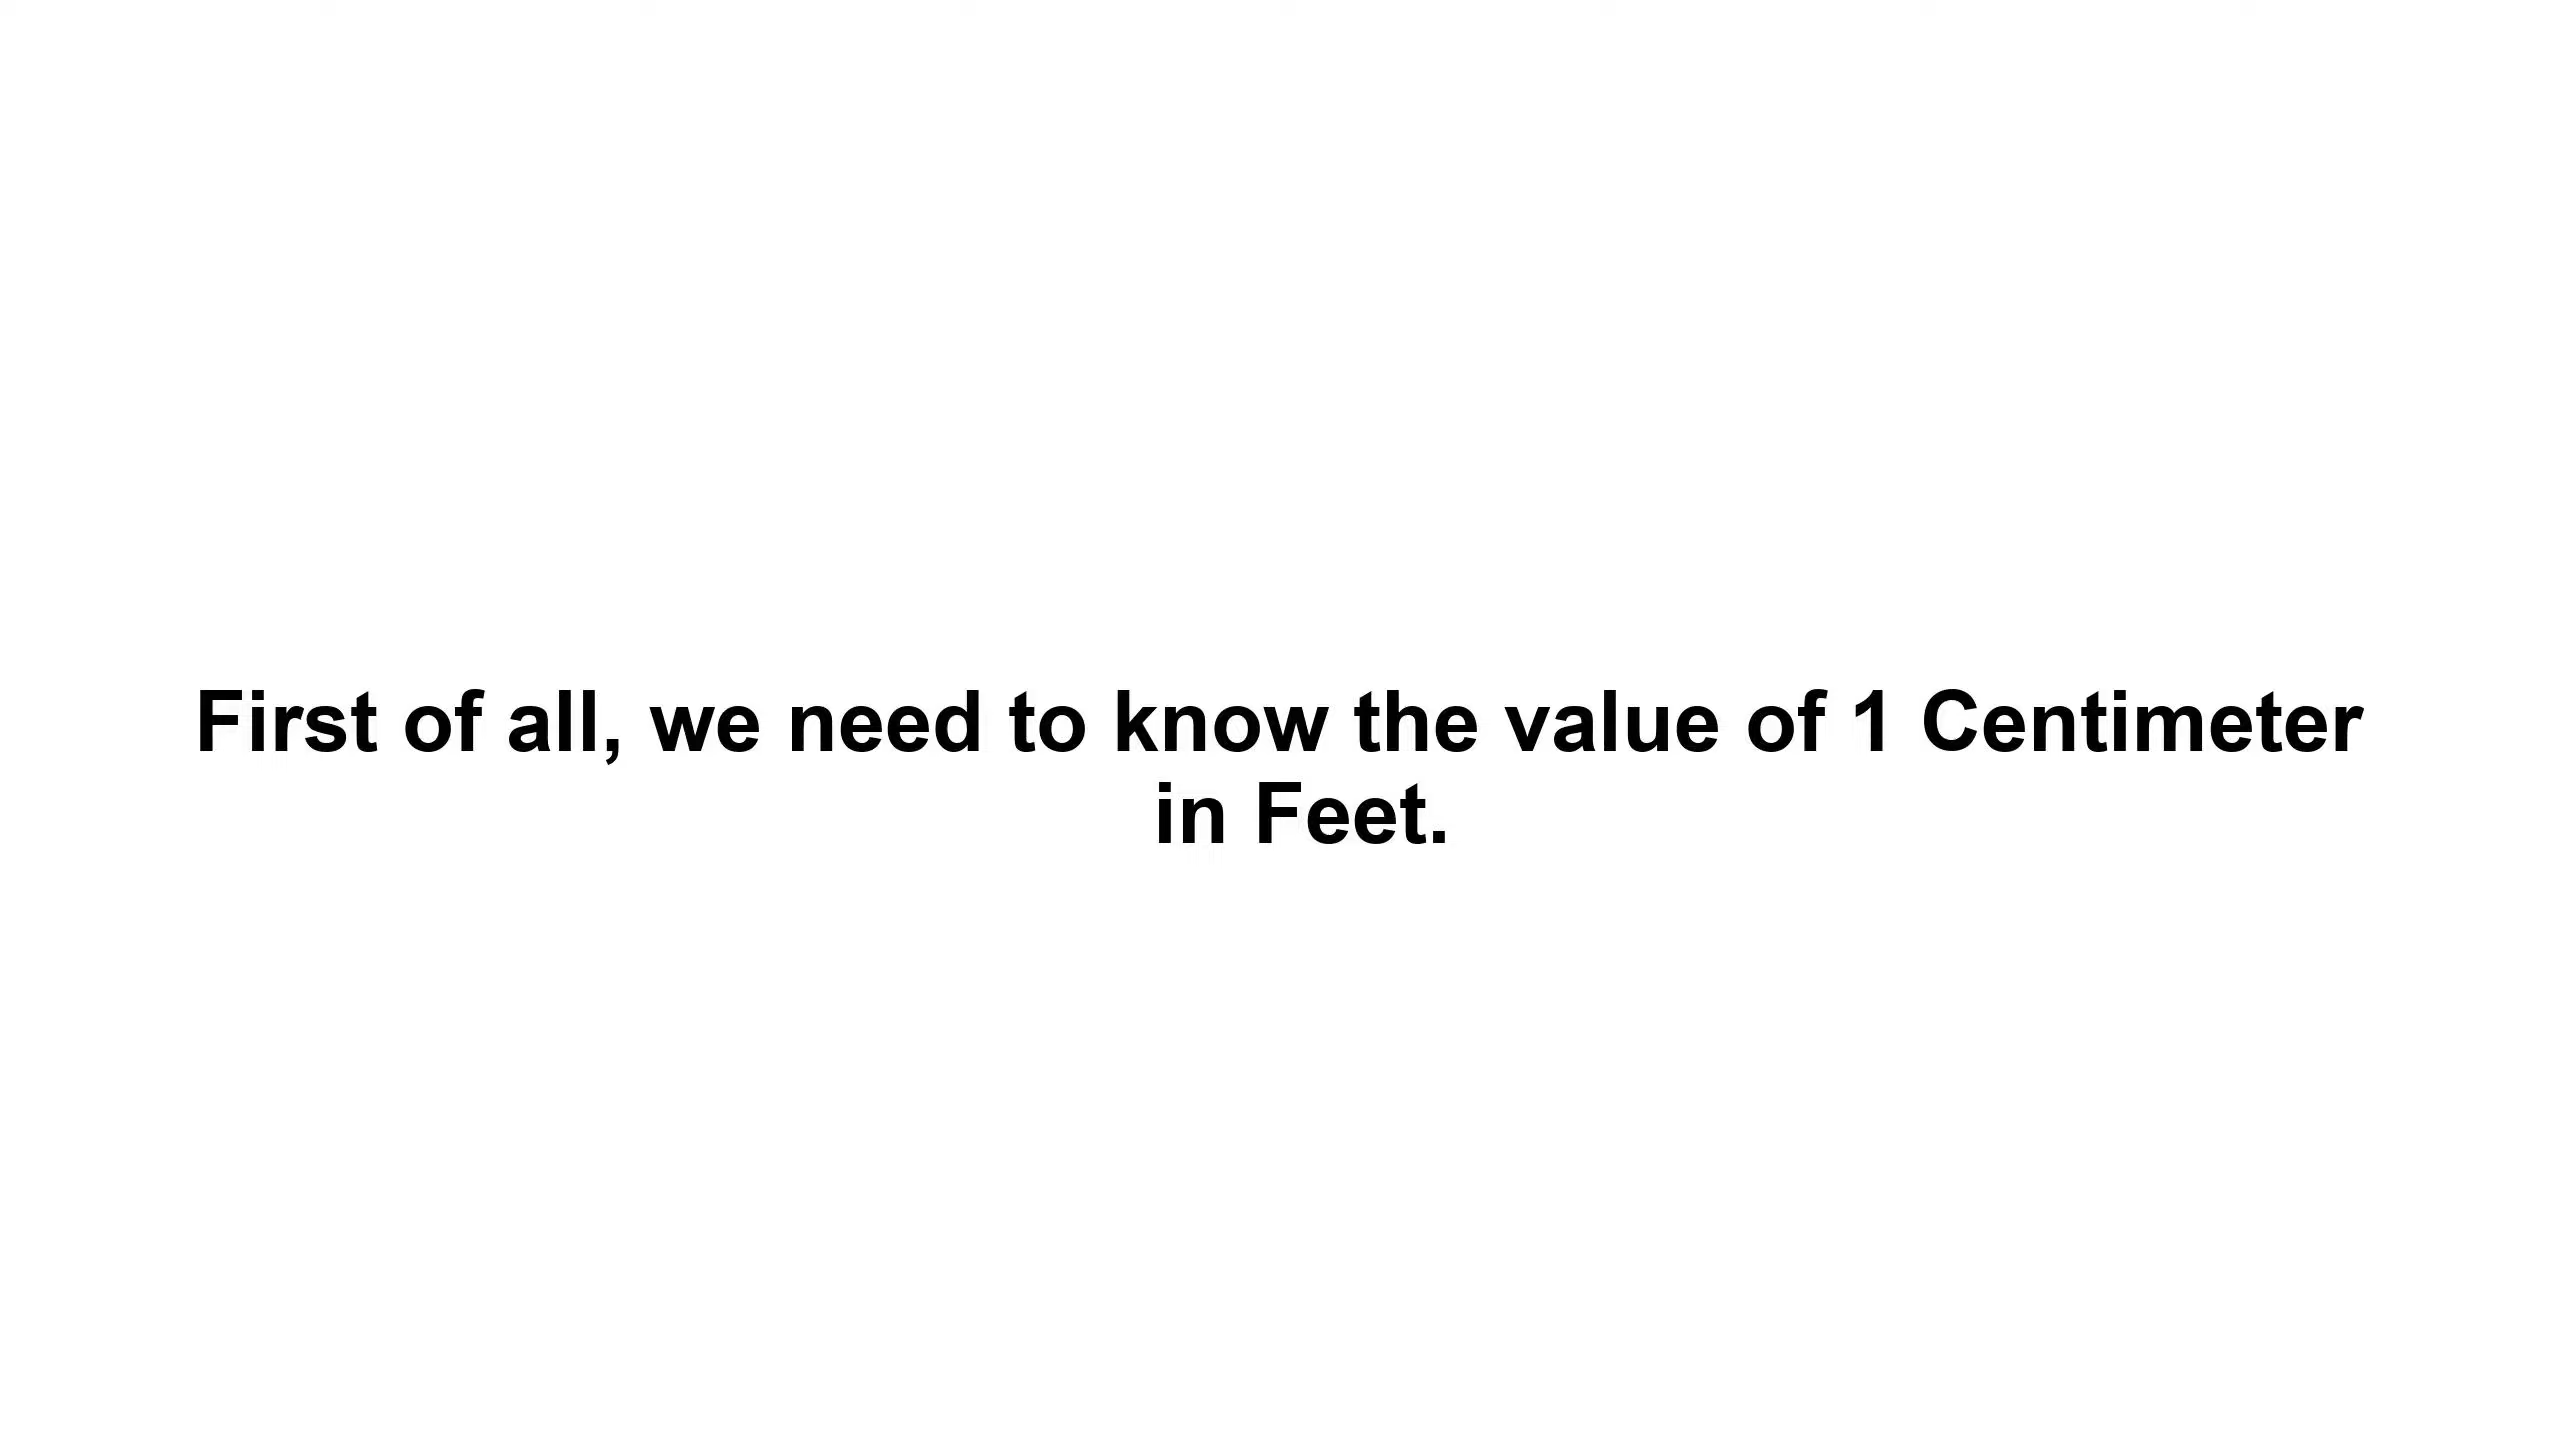 First of all, we need to know the value of 1 Centimeter
in Feet.